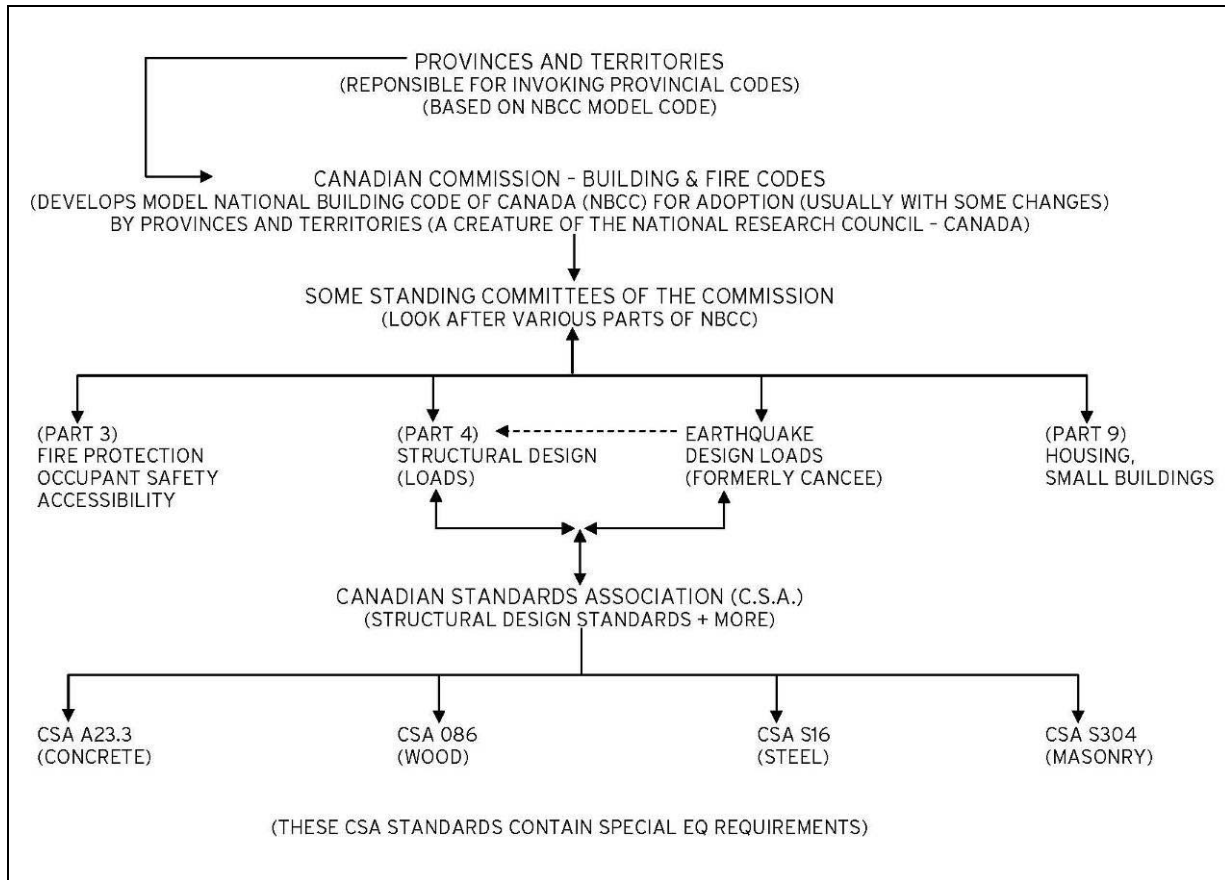 PROVINCES AND TERRITORIES
(REPONSIBLE FOR INVOKING PROVINCIAL CODES)
(BASED ON NBCC MODEL CODE)
CANADIAN COMMISSION - BUILDING & FIRE CODES
(DEVELOPS MODEL NATIONAL BUILDING CODE OF CANADA (NBCC) FOR ADOPTION (USUALLY WITH SOME CHANGES)
BY PROVINCES AND TERRITORIES (A CREATURE OF THE NATIONAL RESEARCH COUNCIL - CANADA)
SOME STANDING COMMITTEES OF THE COMMISSION
(LOOK AFTER VARIOUS PARTS OF NBCC)
(PART 3)
FIRE PROTECTION
OCCUPANT SAFETY
ACCESSIBILITY
(PART 4)
STRUCTURAL DESIGN
(LOADS)
EARTHQUAKE
DESIGN LOADS
(FORMERLY CANCEE)
(PART 9)
HOUSING,
SMALL BUILDINGS
CANADIAN STANDARDS ASSOCIATION (C.S.A.)
(STRUCTURAL DESIGN STANDARDS + MORE)
CSA A23.3
(CONCRETE)
CSA 086
(WOOD)
CSA S16
(STEEL)
CSA S304
(MASONRY)
(THESE CSA STANDARDS CONTAIN SPECIAL EQ REQUIREMENTS)